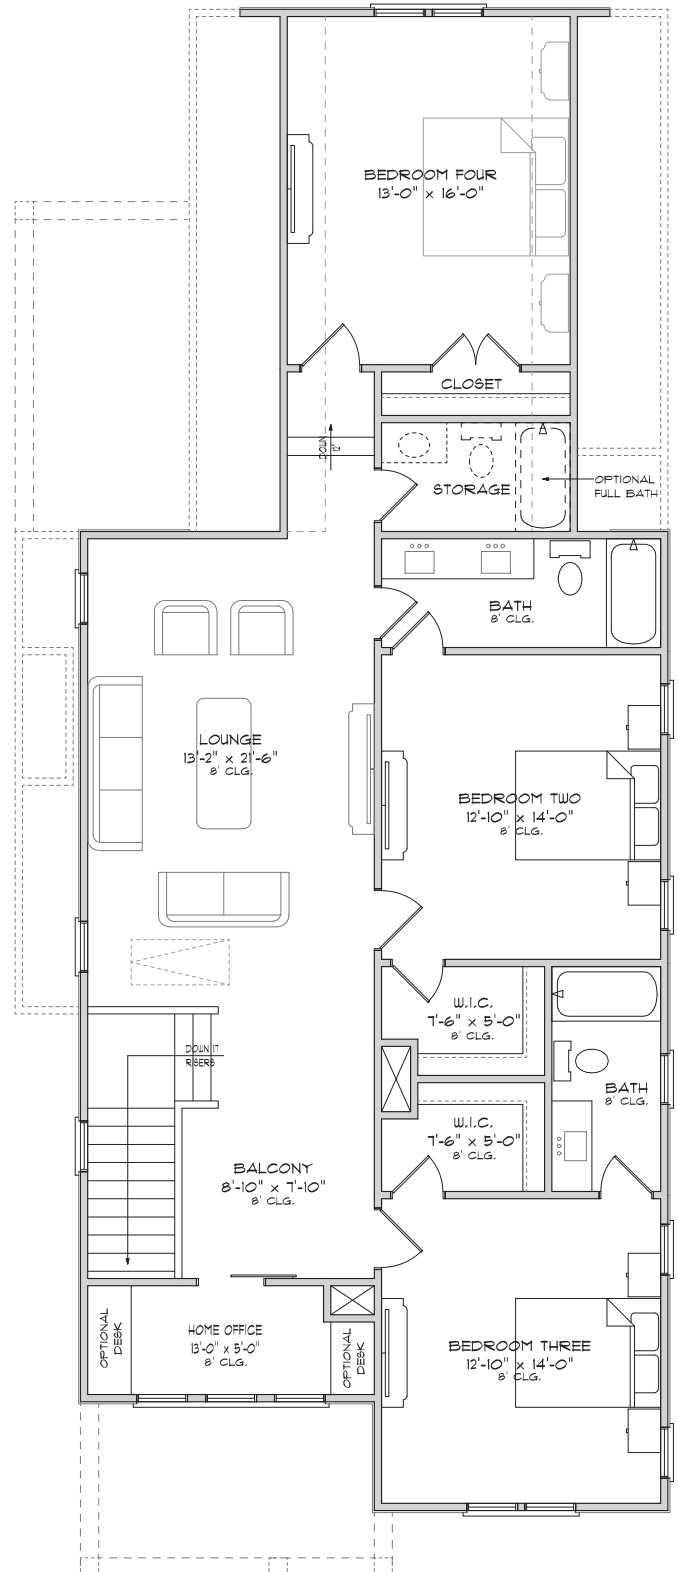 BEDROOM FOUR
13'-0" x 16'-0"
CLOSET
DOWN
12"
STORAGE
OPTIONAL
FULL BATH
BATH
8' CLG.
LOUNGE
13'-2" x 21'-6"
8' CLG.
BEDROOM TWO
12'-10" x 14'-0"
8' CLG.
W.I.C.
7'-6" x 5'-0"
8' CLG.
DOWN 17
RISERS
BATH
8' CLG.
W.I.C.
7'-6" x 5'-0"
8' CLG.
BALCONY
8'-10" x 7'-10"
8' CLG.
OPTIONAL
DESK
HOME OFFICE
13'-0" x 5'-0"
8' CLG.
OPTIONAL
DESK
BEDROOM THREE
12'-10" x 14'-0"
8' CLG.